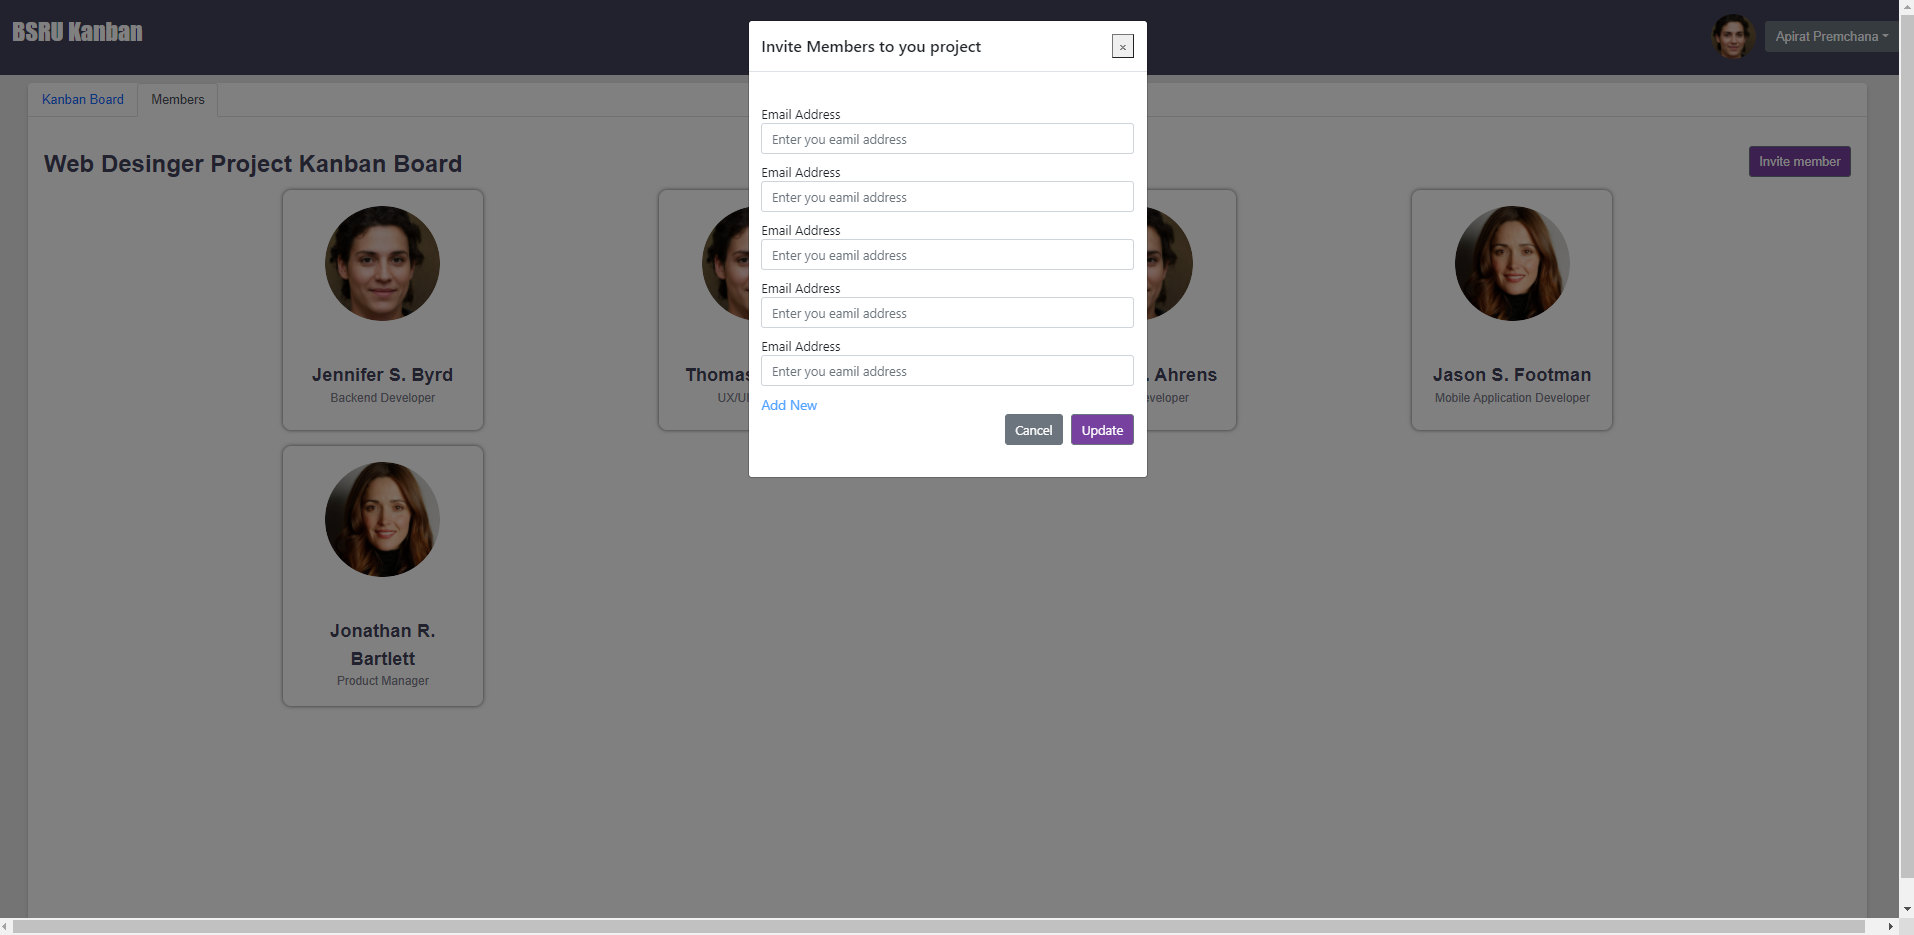 BSRU Kanban
Apirat Premchana
Kanban Board
Members
Web Desinger Project Kanban Board
Invite member
Jennifer S. Byrd
Backend Developer
Thomas
UX/UI
Ahrens
Jason S. Footman
Mobile Application Developer
Jonathan R.
Bartlett
Product Manager
Invite Members to you project
×
Email Address
Enter you eamil address
Email Address
Enter you eamil address
Email Address
Enter you eamil address
Email Address
Enter you eamil address
Email Address
Enter you eamil address
Add New
Cancel
Update